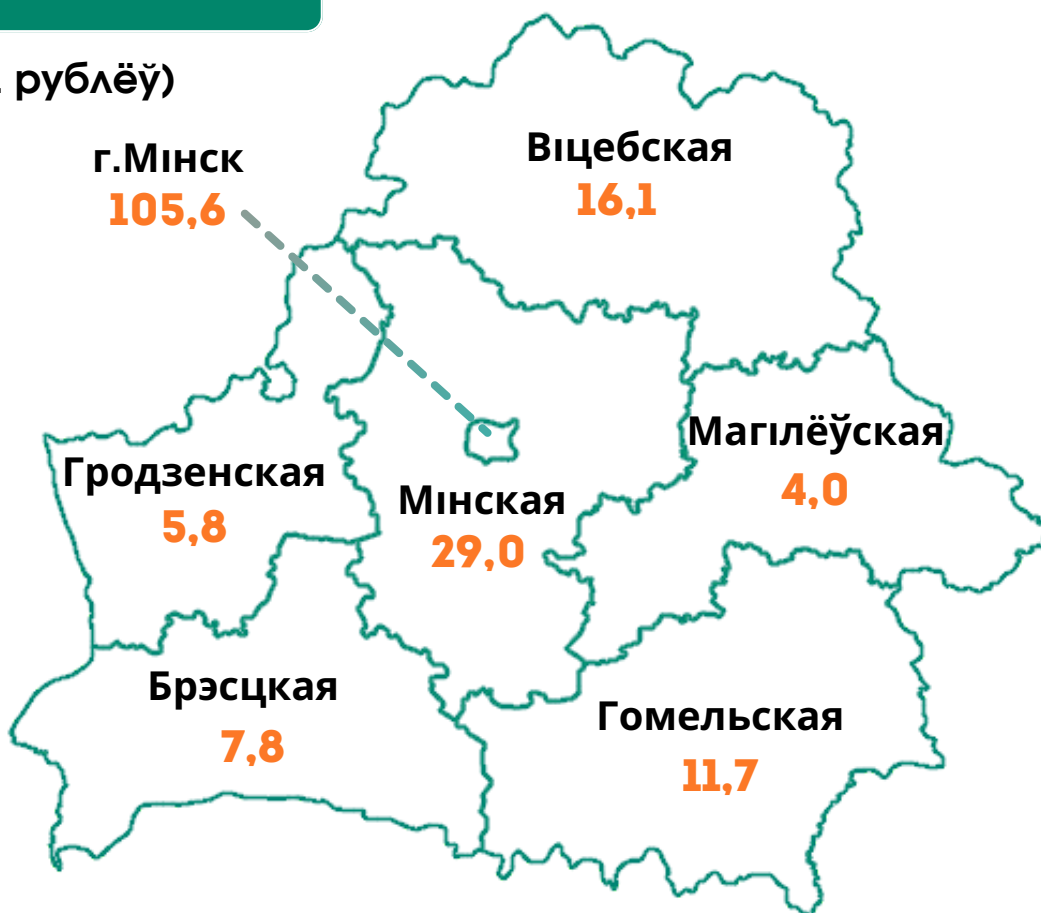 рублёў)
г.Мінск
105,6
Віцебская
16,1
Магілёўская
4,0
Гродзенская
5,8
Мінская
29,0
Брэсцкая
7,8
Гомельская
11,7